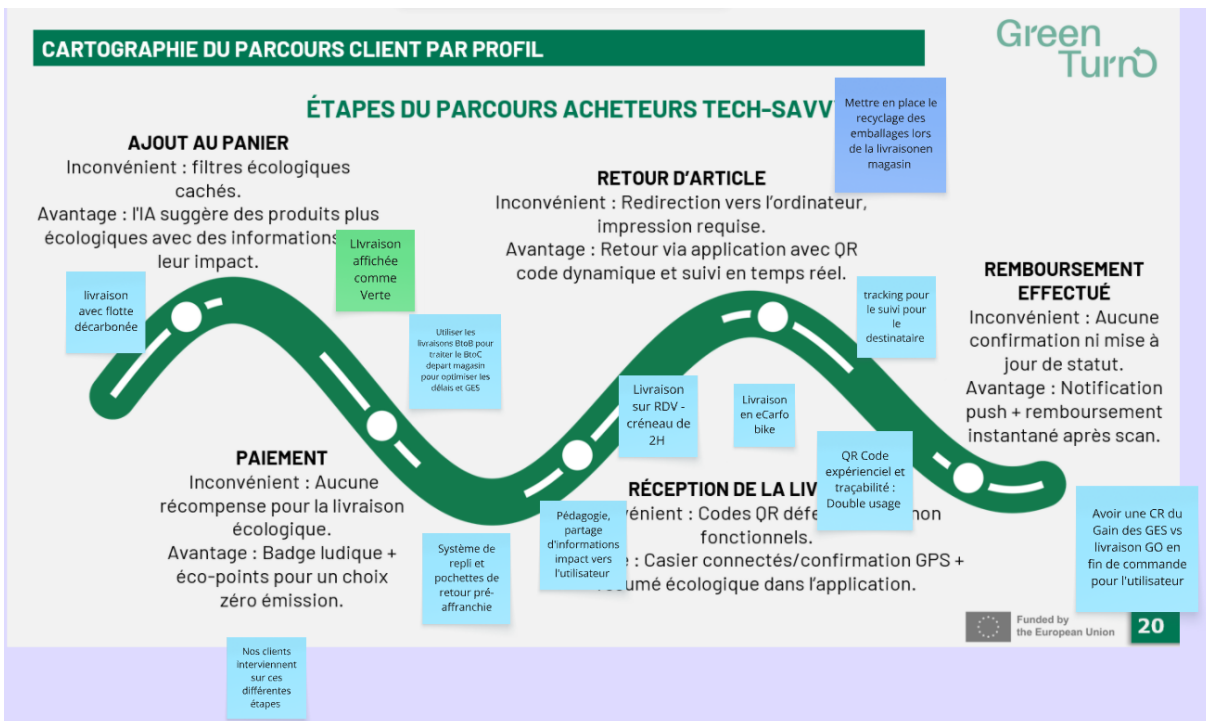 CARTOGRAPHIE DU PARCOURS CLIENT PAR PROFIL
Green
Turn
ÉTAPES DU PARCOURS ACHETEURS TECH-SAVV
Mettre en place le
recyclage des
emballages lors
de la livraisonen
magasin
AJOUT AU PANIER
Inconvénient : filtres écologiques
cachés.
Avantage : l'IA suggère des produits plus
écologiques avec des informations
leur impact.
LIvraison
affichée
comme
Verte
livraison
avec flotte
décarbonée
Utiliser les
livraisons BtoB pour
traiter le BtoC
depart magasin
pour optimiser les
délais et GES
RETOUR D'ARTICLE
Inconvénient : Redirection vers l'ordinateur,
impression requise.
Avantage : Retour via application avec QR
code dynamique et suivi en temps réel.
tracking pour
le suivi pour
le
destinataire
REMBOURSEMENT
EFFECTUÉ
Inconvénient : Aucune
confirmation ni mise à
jour de statut.
Avantage : Notification
push + remboursement
instantané après scan.
Livraison
sur RDV -
créneau de
2H
Livraison
en eCarfo
bike
QR Code
expérienciel et
traçabilité :
Double usage
PAIEMENT
Inconvénient : Aucune
récompense pour la livraison
écologique.
Avantage : Badge ludique +
éco-points pour un choix
zéro émission.
Système de
repli et
pochettes de
retour pré-
affranchie
Pédagogie,
partage
d'informations
impact vers
l'utilisateur
RÉCEPTION DE LA LIV
nvénient : Codes QR défe non
fonctionnels.
: Casier connectés/confirmation GPS +
umé écologique dans l'application.
Avoir une CR du
Gain des GES vs
livraison GO en
fin de commande
pour l'utilisateur
Funded by
the European Union
20
Nos clients
interviennent
sur ces
différentes
étapes